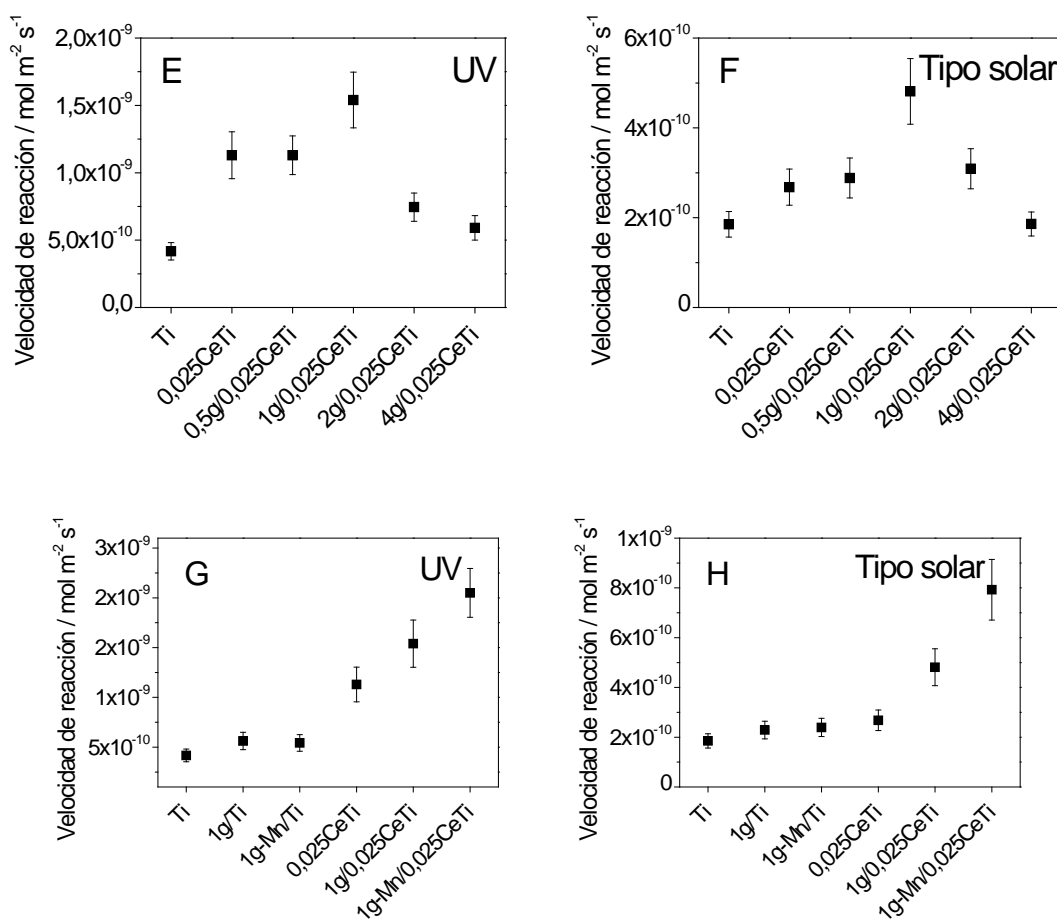 Velocidad de reacción / mol m⁻² s⁻¹
E
UV
2,0x10⁻⁹
1,5x10⁻⁹
1,0x10⁻⁹
5,0x10⁻¹⁰
0,0
Ti
0,025CeTi
0,5g/0,025CeTi
1g/0,025CeTi
2g/0,025CeTi
4g/0,025CeTi
Velocidad de reacción / mol m⁻² s⁻¹
F
Tipo solar
6x10⁻¹⁰
4x10⁻¹⁰
2x10⁻¹⁰
0
Ti
0,025CeTi
0,5g/0,025CeTi
1g/0,025CeTi
2g/0,025CeTi
4g/0,025CeTi
Velocidad de reacción / mol m⁻² s⁻¹
G
UV
3x10⁻⁹
2x10⁻⁹
2x10⁻⁹
1x10⁻⁹
5x10⁻¹⁰
Ti
1g/Ti
1g-Mn/Ti
0,025CeTi
1g/0,025CeTi
1g-Mn/0,025CeTi
Velocidad de reacción / mol m⁻² s⁻¹
H
Tipo solar
1x10⁻⁹
8x10⁻¹⁰
6x10⁻¹⁰
4x10⁻¹⁰
2x10⁻¹⁰
0
Ti
1g/Ti
1g-Mn/Ti
0,025CeTi
1g/0,025CeTi
1g-Mn/0,025CeTi